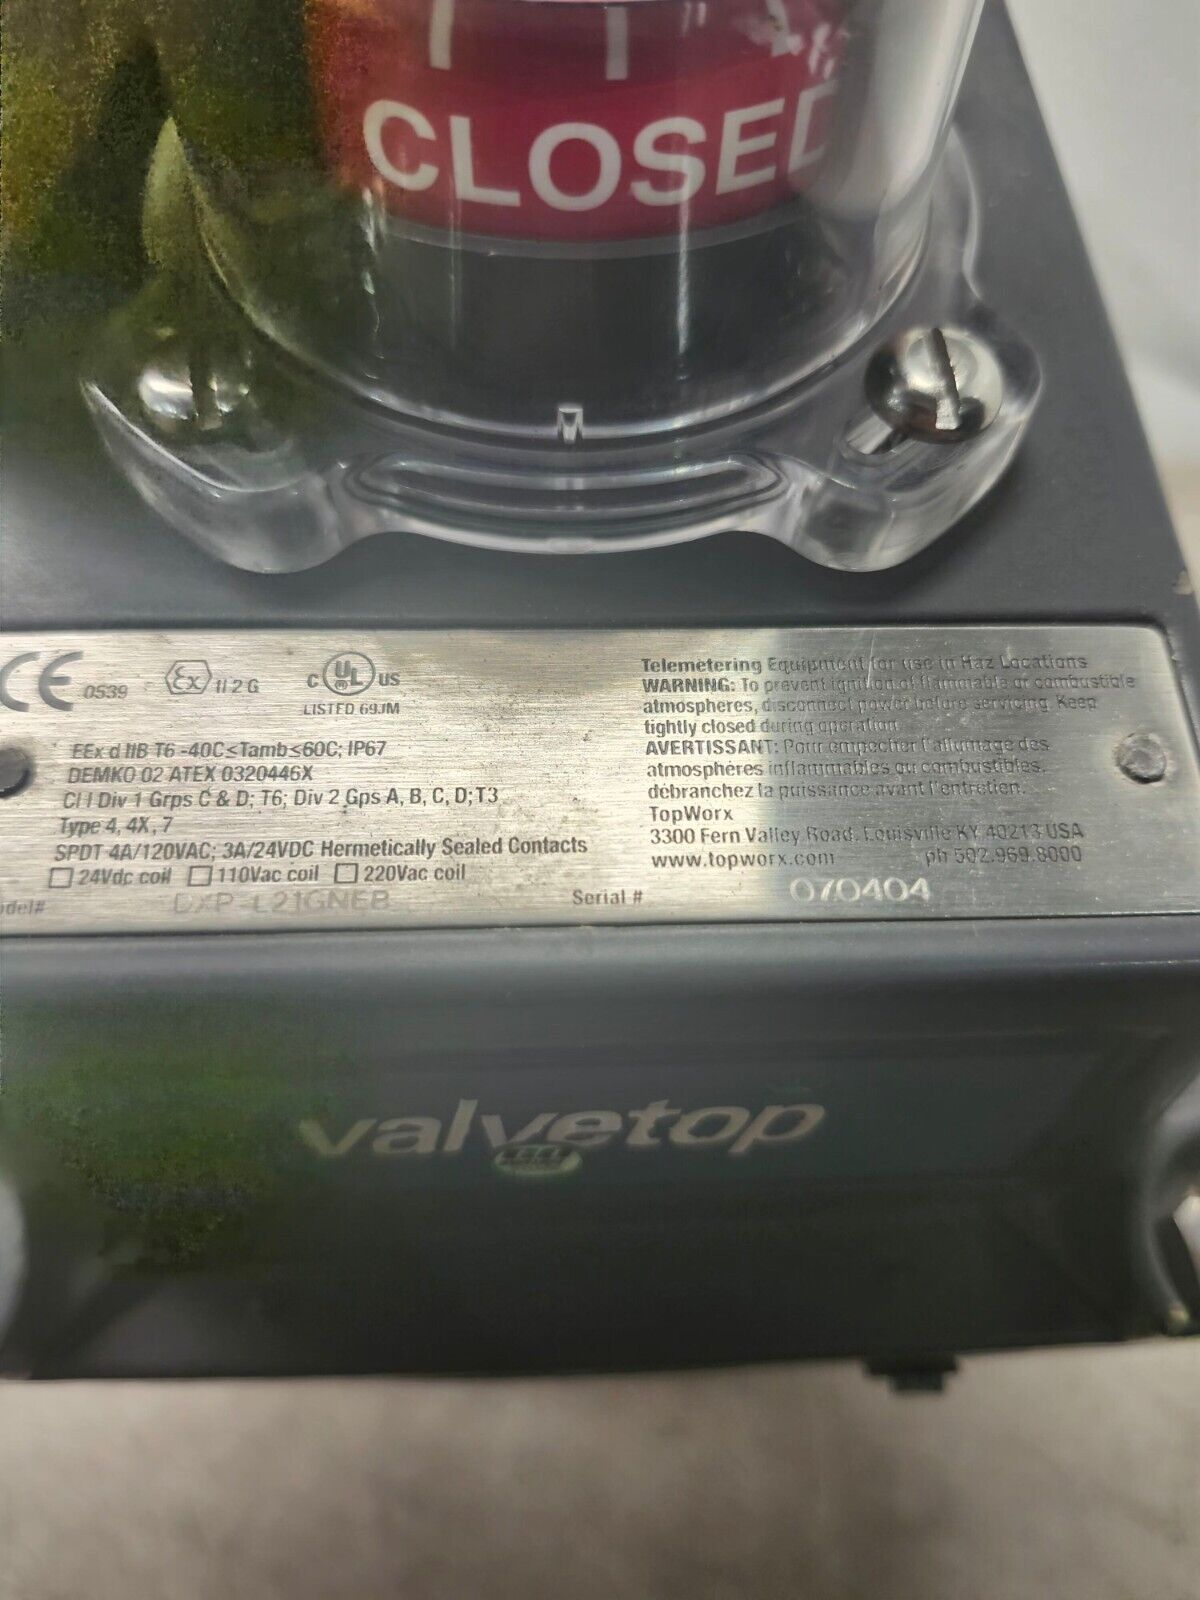 CLOSED
CE 0539 Ex II 2 G C UL US
LISTED 69JM
EEx d IIB T6 -40C≤Tamb≤60C; IP67
DEMKO 02 ATEX 0320446X
Cl I Div 1 Grps C & D; T6; Div 2 Gps A, B, C, D; T3
Type 4, 4X, 7
SPDT 4A/120VAC; 3A/24VDC Hermetically Sealed Contacts
24Vdc coil 110Vac coil 220Vac coil
odel# DXP-L21GNEB Serial # 070404
Telemetering Equipment for use in Haz Locations
WARNING: To prevent ignition of flammable or combustible
atmospheres, disconnect power before servicing. Keep
tightly closed during operation
AVERTISSANT: Pour empecher l'allumage des
atmosphères inflammables ou combustibles,
débranchez la puissance avant l'entretien.
TopWorx
3300 Fern Valley Road. Louisville KY 40213 USA
www.topworx.com ph 502.969.8000
valvetop